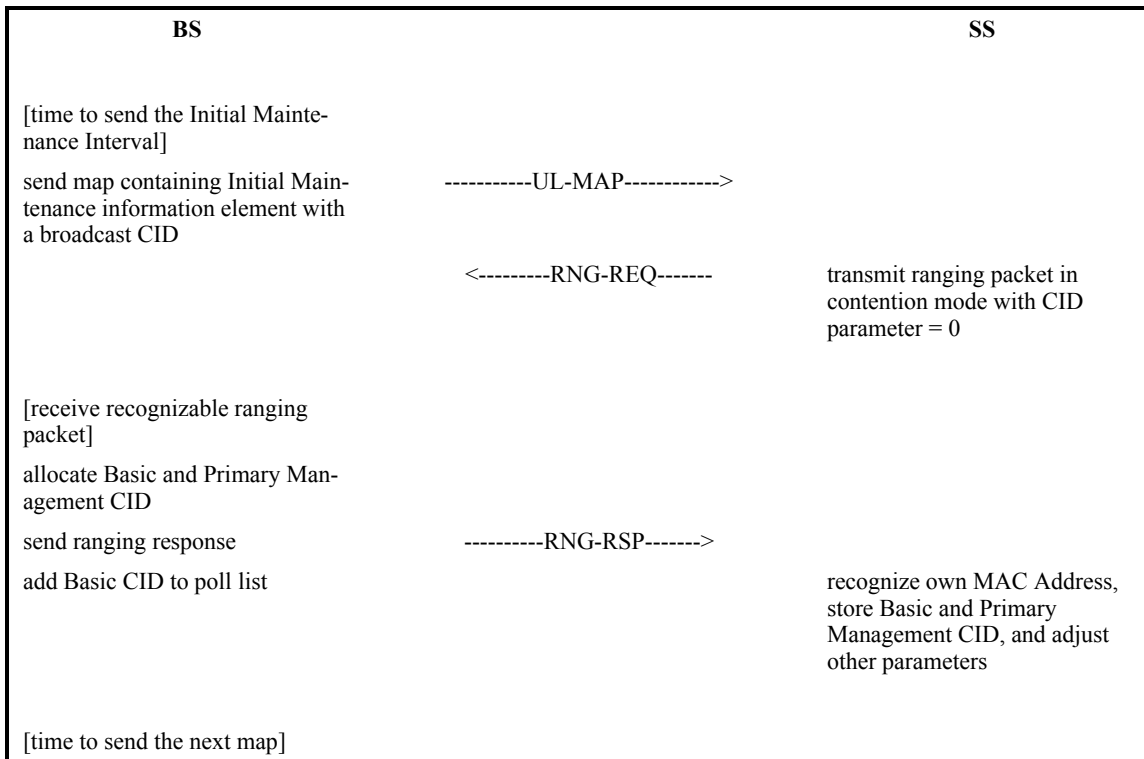 BS SS
[time to send the Initial Mainte-
nance Interval]
send map containing Initial Main- -----------UL-MAP------------>
tenance information element with
a broadcast CID
<---------RNG-REQ------- transmit ranging packet in
contention mode with CID
parameter = 0
[receive recognizable ranging
packet]
allocate Basic and Primary Man-
agement CID
send ranging response ----------RNG-RSP------->
add Basic CID to poll list recognize own MAC Address,
store Basic and Primary
Management CID, and adjust
other parameters
[time to send the next map]